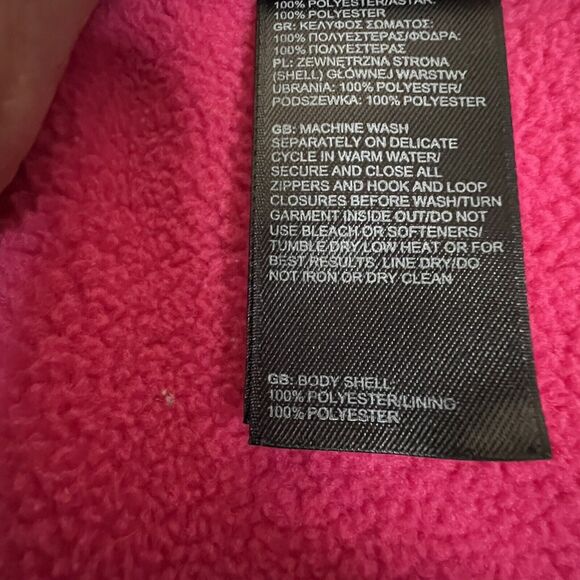 100% POLYESTER/ASTAR:
100% POLYESTER
GR: ΚΕΛΥΦΟΣ ΣΩΜΑΤΟΣ:
100% ΠΟΛΥΕΣΤΕΡΑΣ/ΦΌΔΡΑ:
100% ΠΟΛΥΕΣΤΕΡΑΣ
PL: ZEWNĘTRZNA STRONA
(SHELL) GŁÓWNEJ WARSTWY
UBRANIA: 100% POLYESTER/
PODSZEWKA: 100% POLYESTER
GB: MACHINE WASH
SEPARATELY ON DELICATE
CYCLE IN WARM WATER/
SECURE AND CLOSE ALL
ZIPPERS AND HOOK AND LOOP
CLOSURES BEFORE WASH/TURN
GARMENT INSIDE OUT/DO NOT
USE BLEACH OR SOFTENERS/
TUMBLE DRY LOW HEAT OR FOR
BEST RESULTS, LINE DRY/DO
NOT IRON OR DRY CLEAN
GB: BODY SHELL:
100% POLYESTER/LINING:
100% POLYESTER